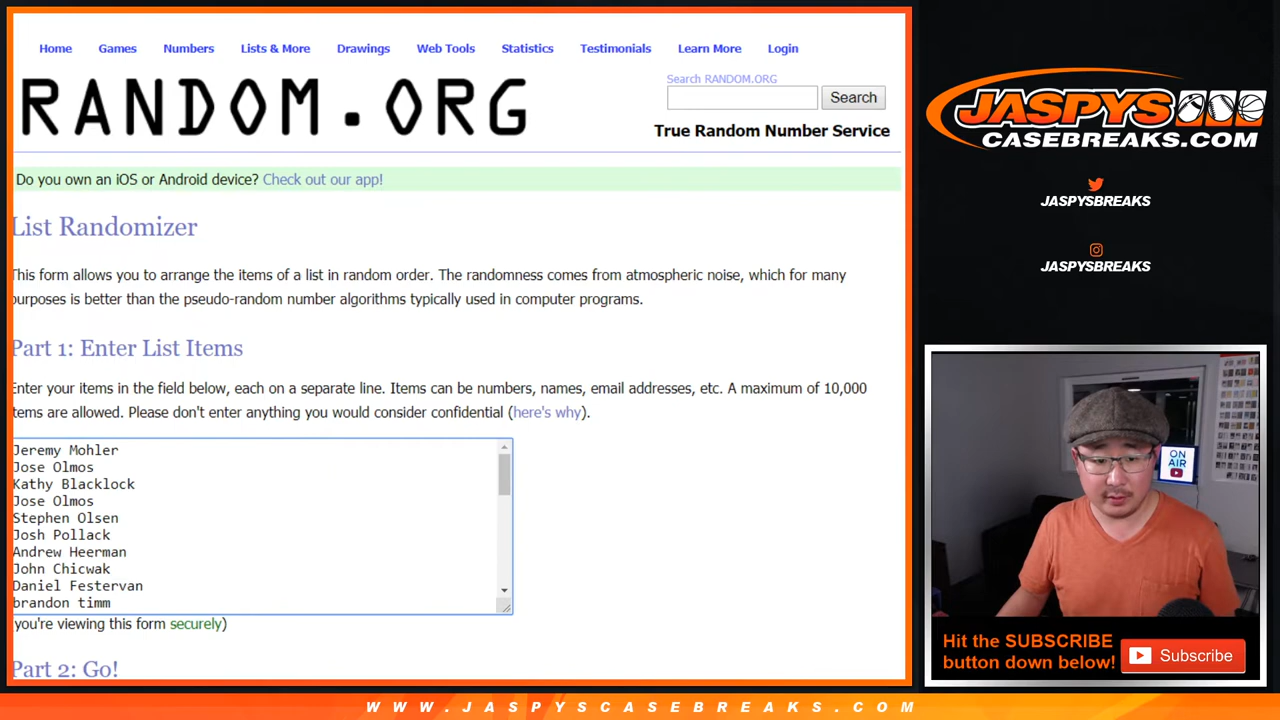 Home Games Numbers Lists & More Drawings Web Tools Statistics Testimonials Learn More Login
RANDOM.ORG
Search RANDOM.ORG
Search
True Random Number Service
Do you own an iOS or Android device? Check out our app!
List Randomizer
This form allows you to arrange the items of a list in random order. The randomness comes from atmospheric noise, which for many
purposes is better than the pseudo-random number algorithms typically used in computer programs.
Part 1: Enter List Items
Enter your items in the field below, each on a separate line. Items can be numbers, names, email addresses, etc. A maximum of 10,000
items are allowed. Please don't enter anything you would consider confidential (here's why).
Jeremy Mohler
Jose Olmos
Kathy Blacklock
Jose Olmos
Stephen Olsen
Josh Pollack
Andrew Heerman
John Chicwak
Daniel Festervan
brandon timm
you're viewing this form securely)
Part 2: Go!
JASPYS
CASEBREAKS.COM
JASPYSBREAKS
JASPYSBREAKS
ON
AIR
Hit the SUBSCRIBE
button down below!
Subscribe
WWW.JASPYSCASEBREAKS.COM